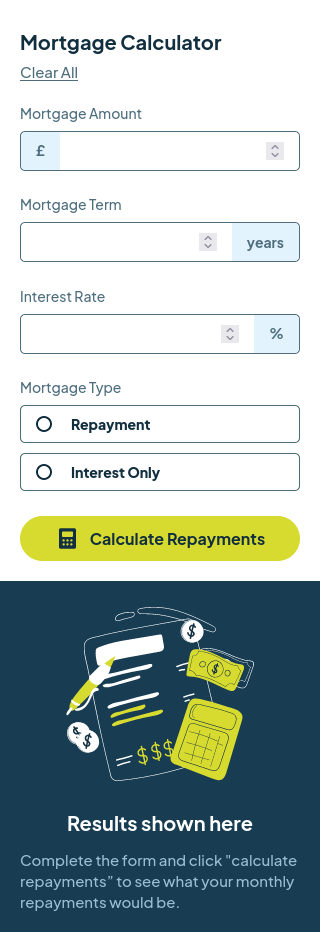 Mortgage Calculator
Clear All
Mortgage Amount
£
Mortgage Term
years
Interest Rate
%
Mortgage Type
Repayment
Interest Only
Calculate Repayments
$
$
$
$
$$$
Results shown here
Complete the form and click "calculate
repayments” to see what your monthly
repayments would be.